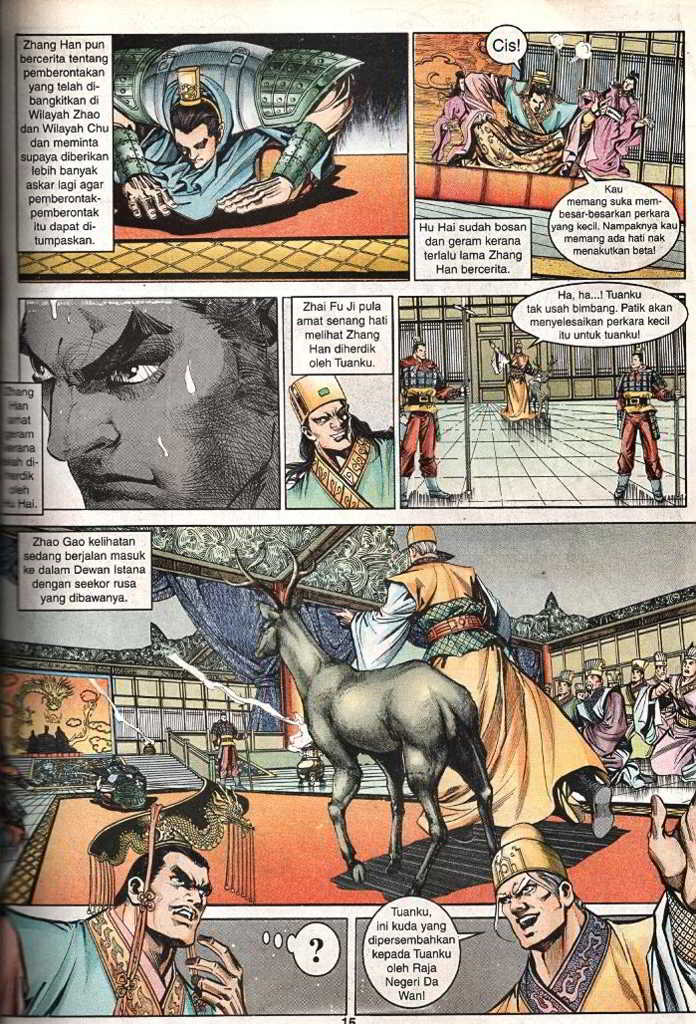 Zhang Han pun
bercerita tentang
pemberontakan
yang telah di-
bangkitkan di
Wilayah Zhao
dan Wilayah Chu
dan meminta
supaya diberikan
lebih banyak
askar lagi agar
pemberontak-
pemberontak
itu dapat di-
tumpaskan.
Cis!
Kau
memang suka mem-
besar-besarkan perkara
yang kecil. Nampaknya kau
memang ada hati nak
menakutkan beta!
Hu Hai sudah bosan
dan geram kerana
terlalu lama Zhang
Han bercerita.
Zhang
Han
amat
geram
kerana
telah di-
herdik
oleh
Hu Hai.
Zhai Fu Ji pula
amat senang hati
melihat Zhang
Han diherdik
oleh Tuanku.
Ha, ha...! Tuanku
tak usah bimbang. Patik akan
menyelesaikan perkara kecil
itu untuk tuanku!
Zhao Gao kelihatan
sedang berjalan masuk
ke dalam Dewan Istana
dengan seekor rusa
yang dibawanya.
?
Tuanku,
ini kuda yang
dipersembahkan
kepada Tuanku
oleh Raja
Negeri Da
Wan!
15